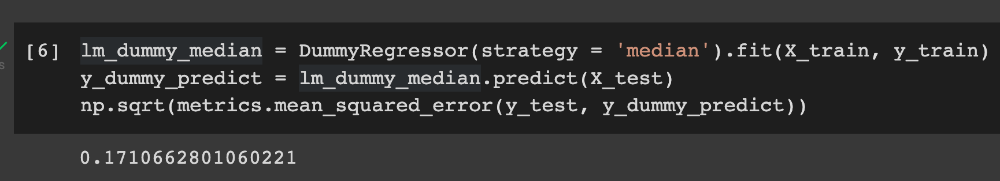 [6] lm_dummy_median = DummyRegressor(strategy = 'median').fit(X_train, y_train)
s
y_dummy_predict = lm_dummy_median.predict(X_test)
np.sqrt(metrics.mean_squared_error(y_test, y_dummy_predict))
0.1710662801060221